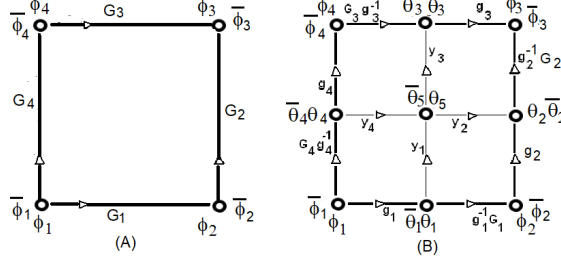 ϕ4 G3 ϕ3
ϕ̅4 ϕ̅3
G4 G2
ϕ̅1 ϕ̅2
ϕ1 G1 ϕ2
(A)
ϕ4 G3 g3^-1 θ̅3 θ3 g3 ϕ3
ϕ̅4 ϕ̅3
y3 g2^-1 G2
g4
θ̅4 θ4 θ̅5 θ5 θ2 θ̅2
y4 y2
G4 g4^-1 y1 g2
ϕ̅1 ϕ̅2
ϕ1 g1 θ̅1 θ1 g1^-1 G1 ϕ2
(B)